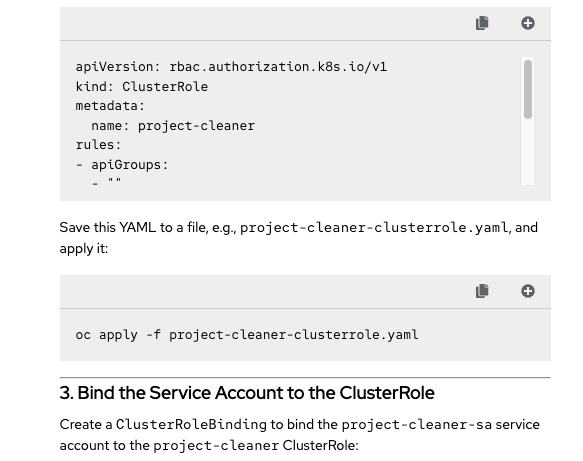 apiVersion: rbac.authorization.k8s.io/v1
kind: ClusterRole
metadata:
  name: project-cleaner
rules:
- apiGroups:
  - ""
Save this YAML to a file, e.g., project-cleaner-clusterrole.yaml, and
apply it:
oc apply -f project-cleaner-clusterrole.yaml
3. Bind the Service Account to the ClusterRole
Create a ClusterRoleBinding to bind the project-cleaner-sa service
account to the project-cleaner ClusterRole: